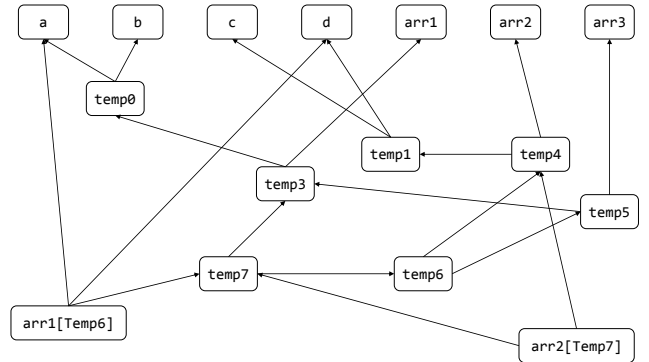 a
b
c
d
arr1
arr2
arr3
temp0
temp1
temp4
temp3
temp5
temp7
temp6
arr1[Temp6]
arr2[Temp7]